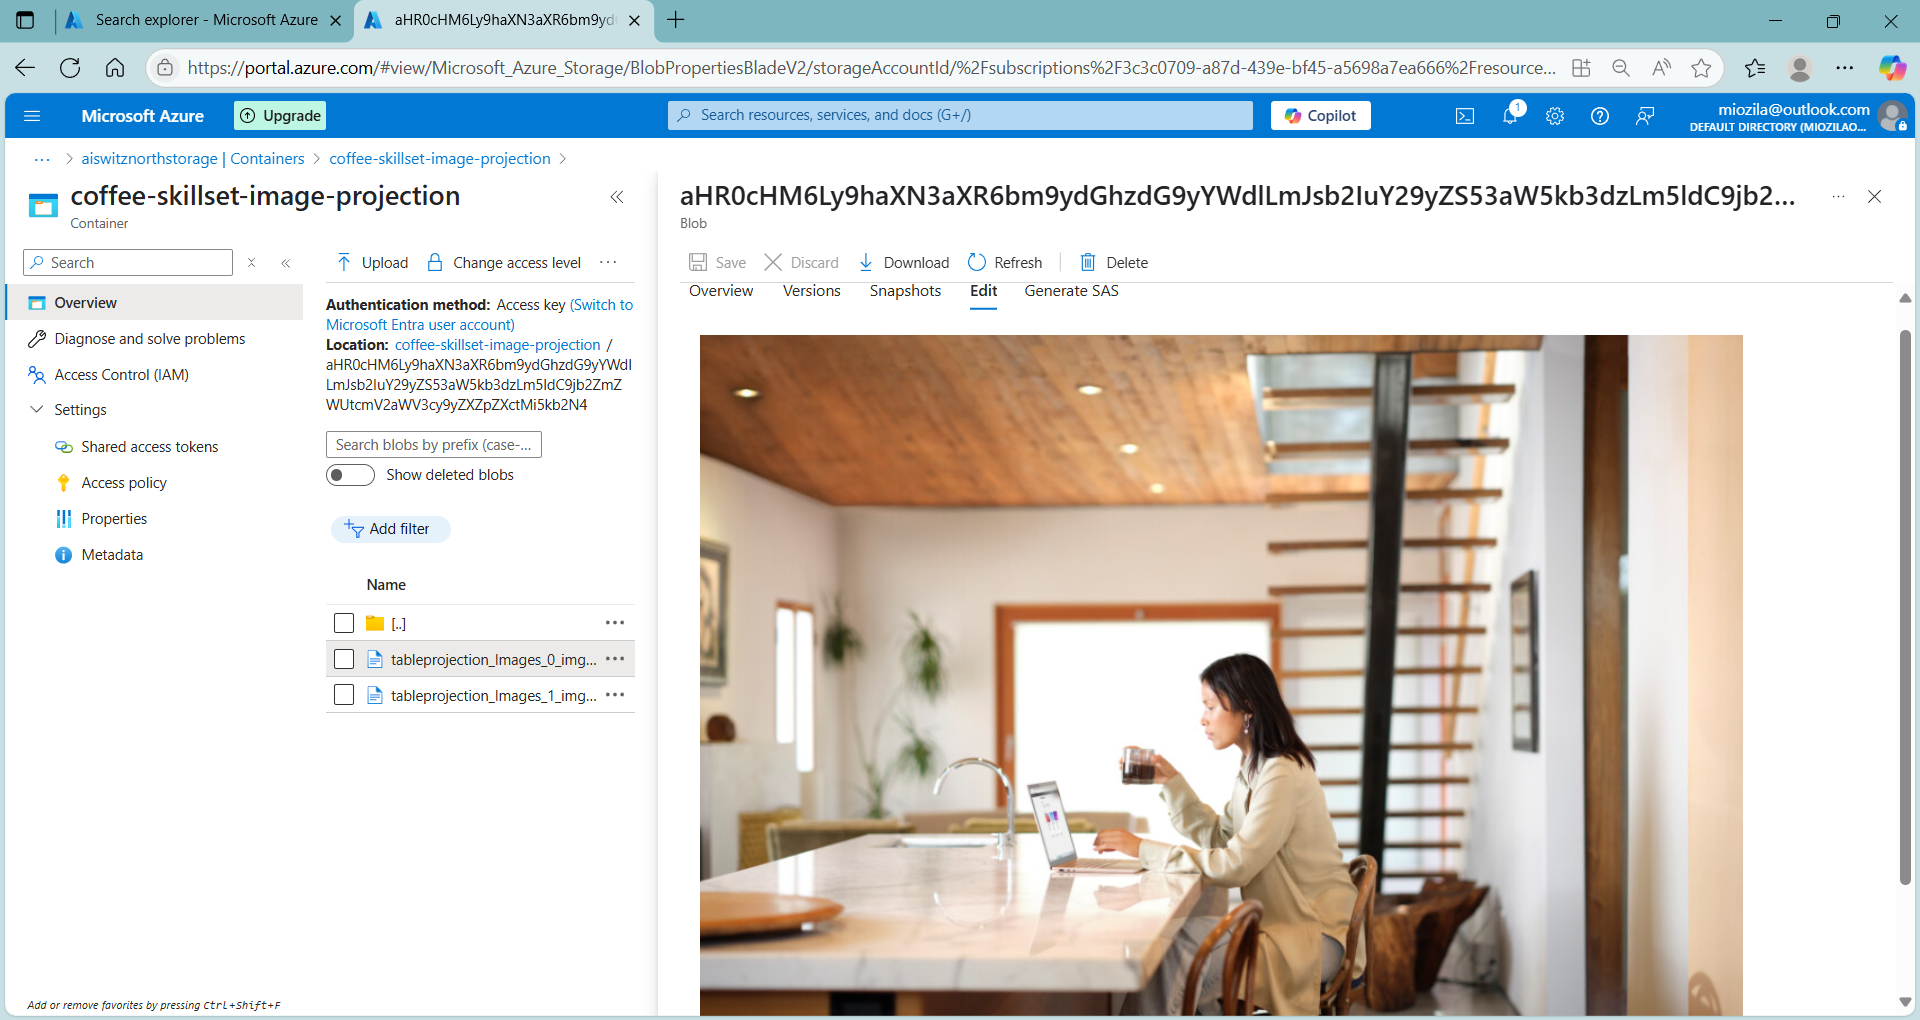 Search explorer - Microsoft Azure
aHR0cHM6Ly9haXN3aXR6bm9yd
https://portal.azure.com/#view/Microsoft_Azure_Storage/BlobPropertiesBladeV2/storageAccountId/%2Fsubscriptions%2F3c3c0709-a87d-439e-bf45-a5698a7ea666%2Fresource...
Microsoft Azure
Upgrade
Search resources, services, and docs (G+/)
Copilot
1
miozila@outlook.com
DEFAULT DIRECTORY (MIOZILAO...
... > aiswitznorthstorage | Containers > coffee-skillset-image-projection >
coffee-skillset-image-projection
Container
Search
Overview
Diagnose and solve problems
Access Control (IAM)
Settings
Shared access tokens
Access policy
Properties
Metadata
Add or remove favorites by pressing Ctrl+Shift+F
Upload
Change access level
Authentication method: Access key (Switch to
Microsoft Entra user account)
Location: coffee-skillset-image-projection /
aHR0cHM6Ly9haXN3aXR6bm9ydGhzdG9yYWdl
LmJsb2IuY29yZS53aW5kb3dzLm5ldC9jb2ZmZ
WUtcmV2aWV3cy9yZXZpZXctMi5kb2N4
Search blobs by prefix (case-...
Show deleted blobs
Add filter
Name
[..]
tableprojection_Images_0_img...
tableprojection_Images_1_img...
aHR0cHM6Ly9haXN3aXR6bm9ydGhzdG9yYWdlLmJsb2IuY29yZS53aW5kb3dzLm5ldC9jb2...
Blob
Save
Discard
Download
Refresh
Delete
Overview
Versions
Snapshots
Edit
Generate SAS